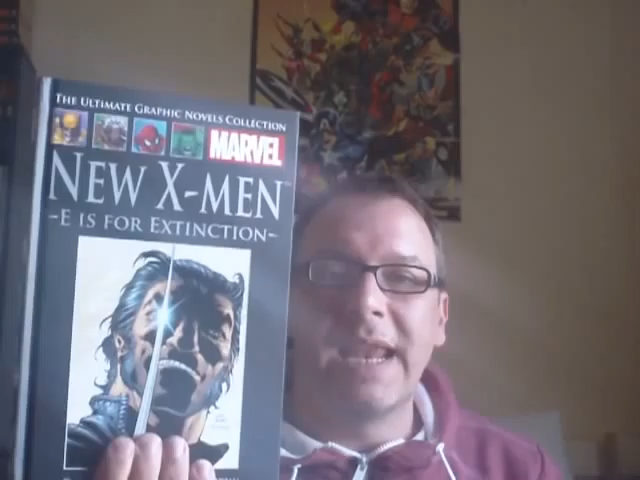 THE ULTIMATE GRAPHIC NOVELS COLLECTION
MARVEL
NEW X-MEN
-E IS FOR EXTINCTION-